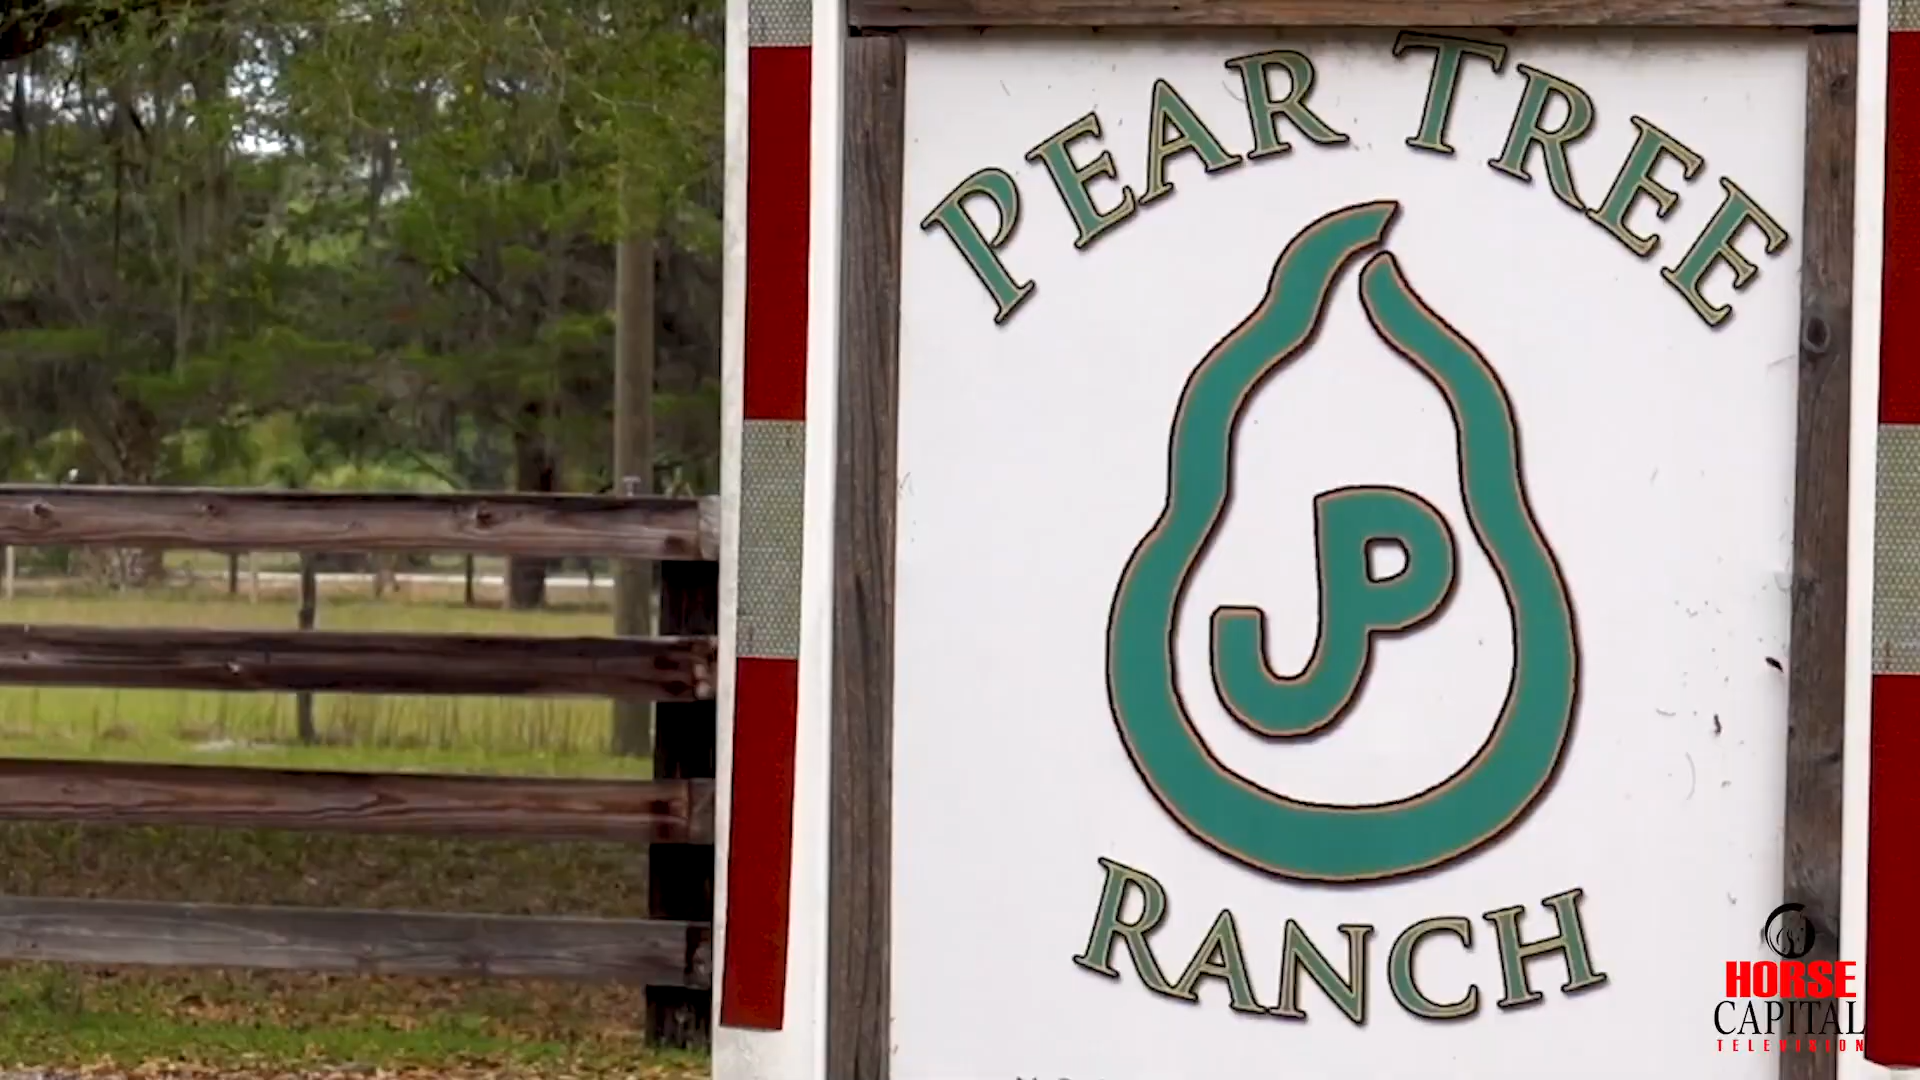 PEAR TREE
JP
RANCH
HORSE
CAPITAL
TELEVISION